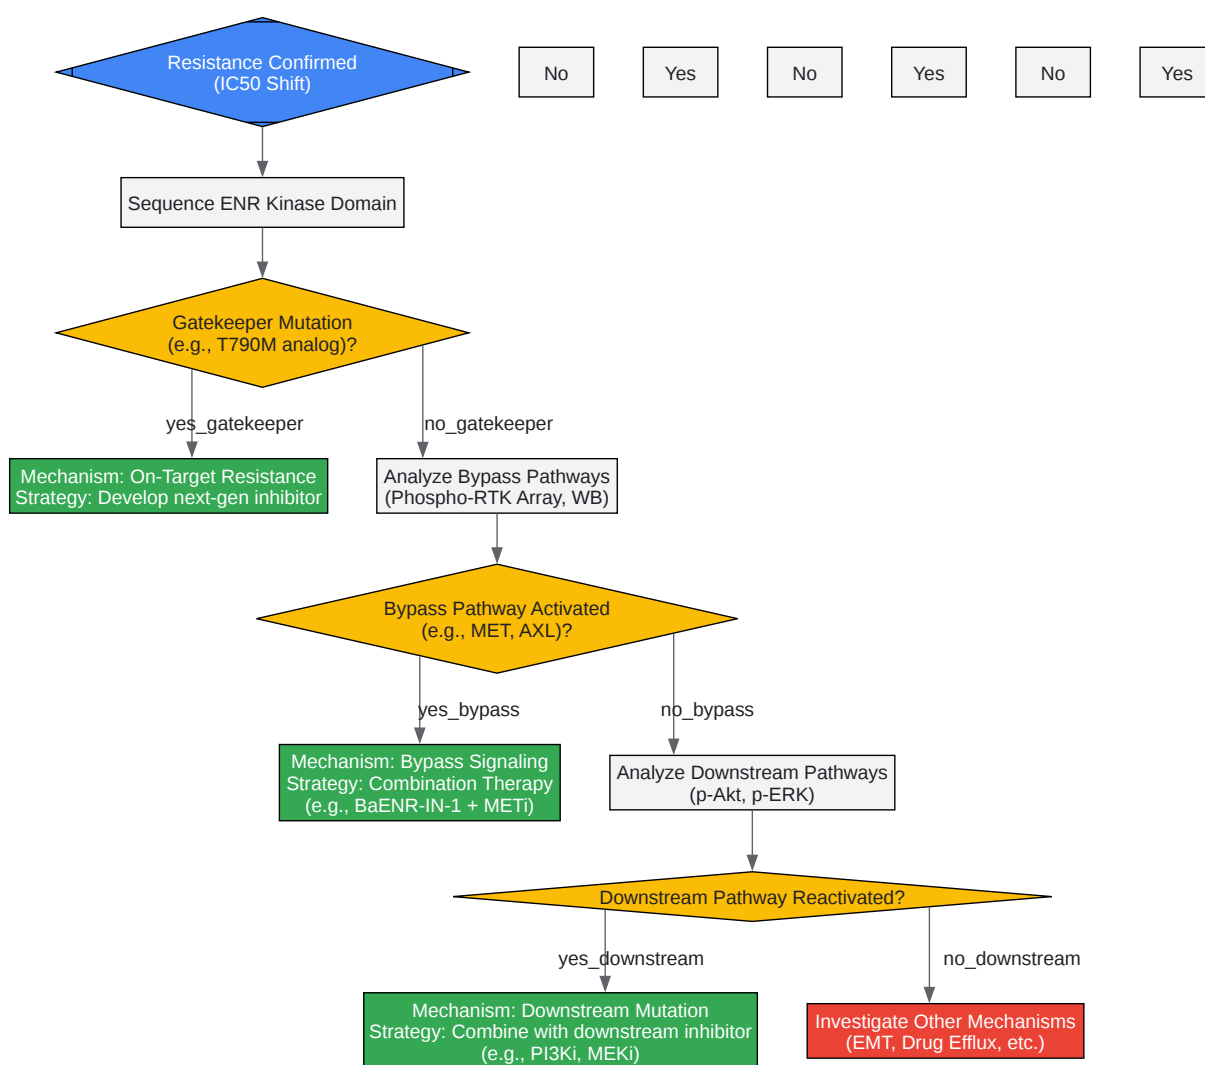 Resistance Confirmed
(IC50 Shift)
No
Yes
No
Yes
No
Yes
Sequence ENR Kinase Domain
Gatekeeper Mutation
(e.g., T790M analog)?
yes_gatekeeper
no_gatekeeper
Mechanism: On-Target Resistance
Strategy: Develop next-gen inhibitor
Analyze Bypass Pathways
(Phospho-RTK Array, WB)
Bypass Pathway Activated
(e.g., MET, AXL)?
yes_bypass
no_bypass
Mechanism: Bypass Signaling
Strategy: Combination Therapy
(e.g., BaENR-IN-1 + METi)
Analyze Downstream Pathways
(p-Akt, p-ERK)
Downstream Pathway Reactivated?
yes_downstream
no_downstream
Mechanism: Downstream Mutation
Strategy: Combine with downstream inhibitor
(e.g., PI3Ki, MEKi)
Investigate Other Mechanisms
(EMT, Drug Efflux, etc.)